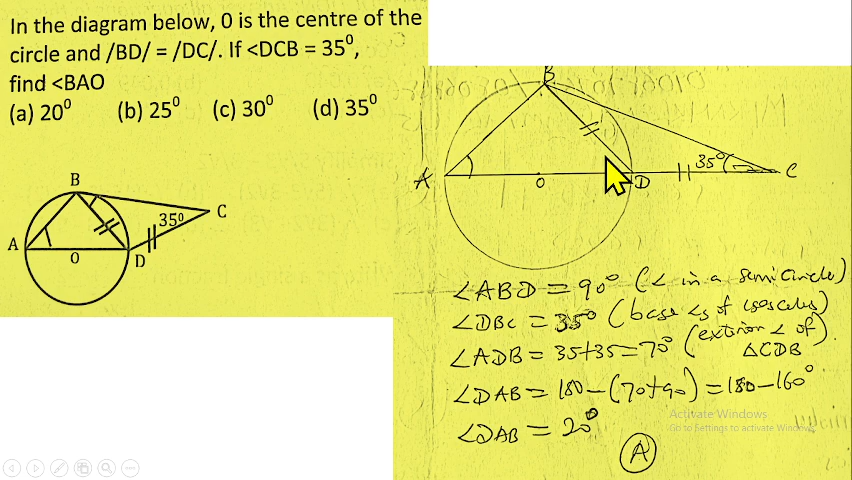 In the diagram below, 0 is the centre of the
circle and /BD/ = /DC/. If <DCB = 35⁰,
find <BAO
(a) 20⁰ (b) 25⁰ (c) 30⁰ (d) 35⁰
B
C
35⁰
A
0
D
B
A
0
D
35⁰
C
∠ABD = 90° (∠ in a semi circle)
∠DBC = 35° (base ∠s of isosceles)
∠ADB = 35+35 = 70° (exterior ∠ of
△CDB).
∠DAB = 180 - (70+90) = 180 - 160°
∠DAB = 20°
A
Activate Windows
Go to Settings to activate Windows.